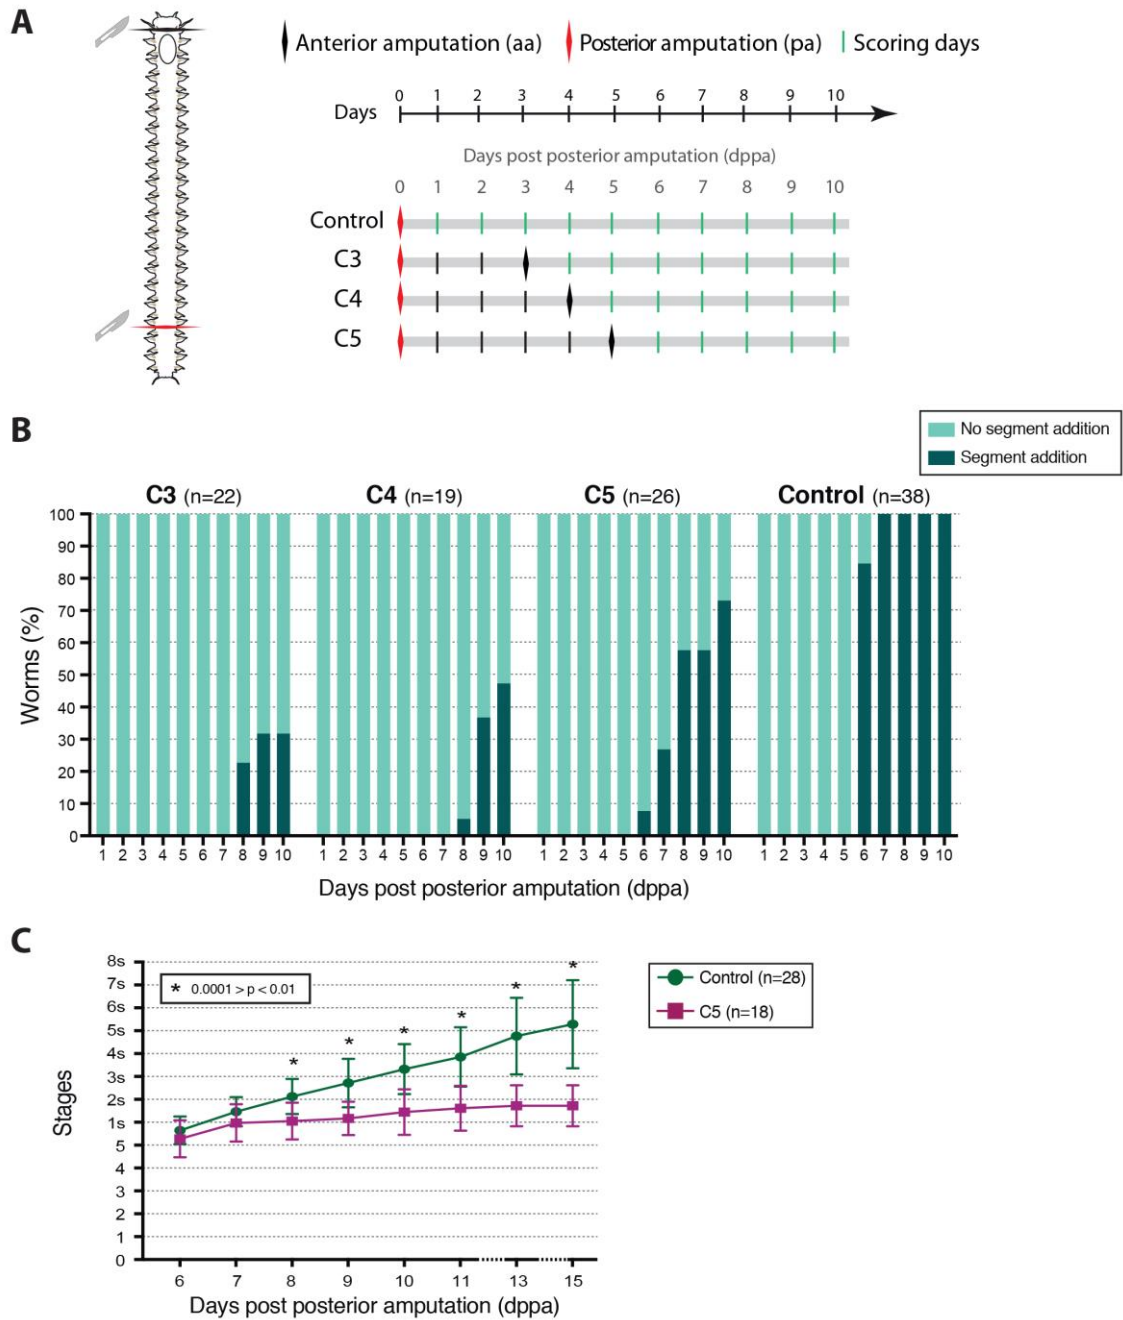 A
Anterior amputation (aa) Posterior amputation (pa) Scoring days
0 1 2 3 4 5 6 7 8 9 10
Days
Days post posterior amputation (dppa)
0 1 2 3 4 5 6 7 8 9 10
Control
C3
C4
C5
B
No segment addition
Segment addition
C3 (n=22) C4 (n=19) C5 (n=26) Control (n=38)
100
90
80
70
60
50
40
30
20
10
0
Worms (%)
1 2 3 4 5 6 7 8 9 10 1 2 3 4 5 6 7 8 9 10 1 2 3 4 5 6 7 8 9 10 1 2 3 4 5 6 7 8 9 10
Days post posterior amputation (dppa)
C
8s
7s
6s
5s
4s
3s
2s
1s
5
4
3
2
1
0
Stages
* 0.0001 > p < 0.01
* * * * * *
Control (n=28)
C5 (n=18)
6 7 8 9 10 11 13 15
Days post posterior amputation (dppa)